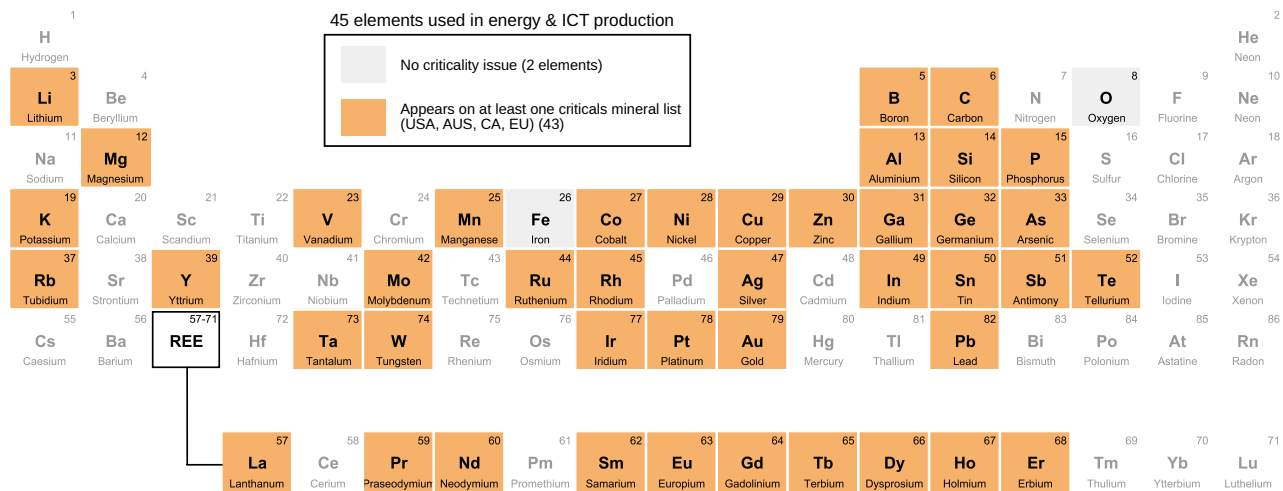 45 elements used in energy & ICT production
No criticality issue (2 elements)
Appears on at least one criticals mineral list
(USA, AUS, CA, EU) (43)
1
H
Hydrogen
2
He
Neon
3
Li
Lithium
4
Be
Beryllium
5
B
Boron
6
C
Carbon
7
N
Nitrogen
8
O
Oxygen
9
F
Fluorine
10
Ne
Neon
11
Na
Sodium
12
Mg
Magnesium
13
Al
Aluminium
14
Si
Silicon
15
P
Phosphorus
16
S
Sulfur
17
Cl
Chlorine
18
Ar
Argon
19
K
Potassium
20
Ca
Calcium
21
Sc
Scandium
22
Ti
Titanium
23
V
Vanadium
24
Cr
Chromium
25
Mn
Manganese
26
Fe
Iron
27
Co
Cobalt
28
Ni
Nickel
29
Cu
Copper
30
Zn
Zinc
31
Ga
Gallium
32
Ge
Germanium
33
As
Arsenic
34
Se
Selenium
35
Br
Bromine
36
Kr
Krypton
37
Rb
Tubidium
38
Sr
Strontium
39
Y
Yttrium
40
Zr
Zirconium
41
Nb
Niobium
42
Mo
Molybdenum
43
Tc
Technetium
44
Ru
Ruthenium
45
Rh
Rhodium
46
Pd
Palladium
47
Ag
Silver
48
Cd
Cadmium
49
In
Indium
50
Sn
Tin
51
Sb
Antimony
52
Te
Tellurium
53
I
Iodine
54
Xe
Xenon
55
Cs
Caesium
56
Ba
Barium
57-71
REE
72
Hf
Hafnium
73
Ta
Tantalum
74
W
Tungsten
75
Re
Rhenium
76
Os
Osmium
77
Ir
Iridium
78
Pt
Platinum
79
Au
Gold
80
Hg
Mercury
81
Tl
Thallium
82
Pb
Lead
83
Bi
Bismuth
84
Po
Polonium
85
At
Astatine
86
Rn
Radon
57
La
Lanthanum
58
Ce
Cerium
59
Pr
Praseodymium
60
Nd
Neodymium
61
Pm
Promethium
62
Sm
Samarium
63
Eu
Europium
64
Gd
Gadolinium
65
Tb
Terbium
66
Dy
Dysprosium
67
Ho
Holmium
68
Er
Erbium
69
Tm
Thulium
70
Yb
Ytterbium
71
Lu
Luthelium